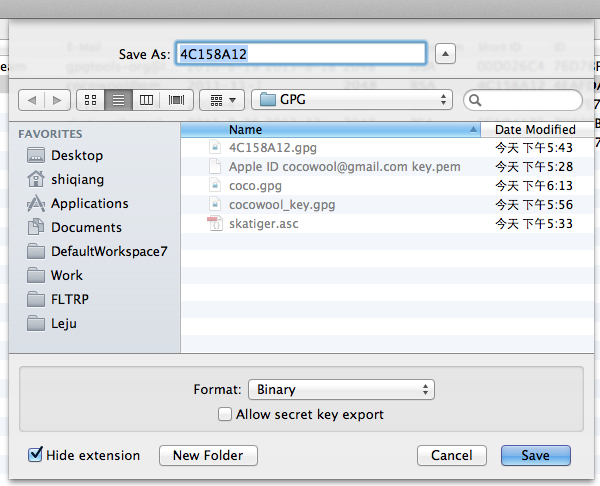 Save As: 4C158A12
GPG
FAVORITES
Desktop
shiqiang
Applications
Documents
DefaultWorkspace7
Work
FLTRP
Leju
Name Date Modified
4C158A12.gpg 今天 下午5:43
Apple ID cocowool@gmail.com key.pem 今天 下午5:28
coco.gpg 今天 下午6:13
cocowool_key.gpg 今天 下午5:56
skatiger.asc 今天 下午5:33
Format: Binary
Allow secret key export
Hide extension New Folder Cancel Save